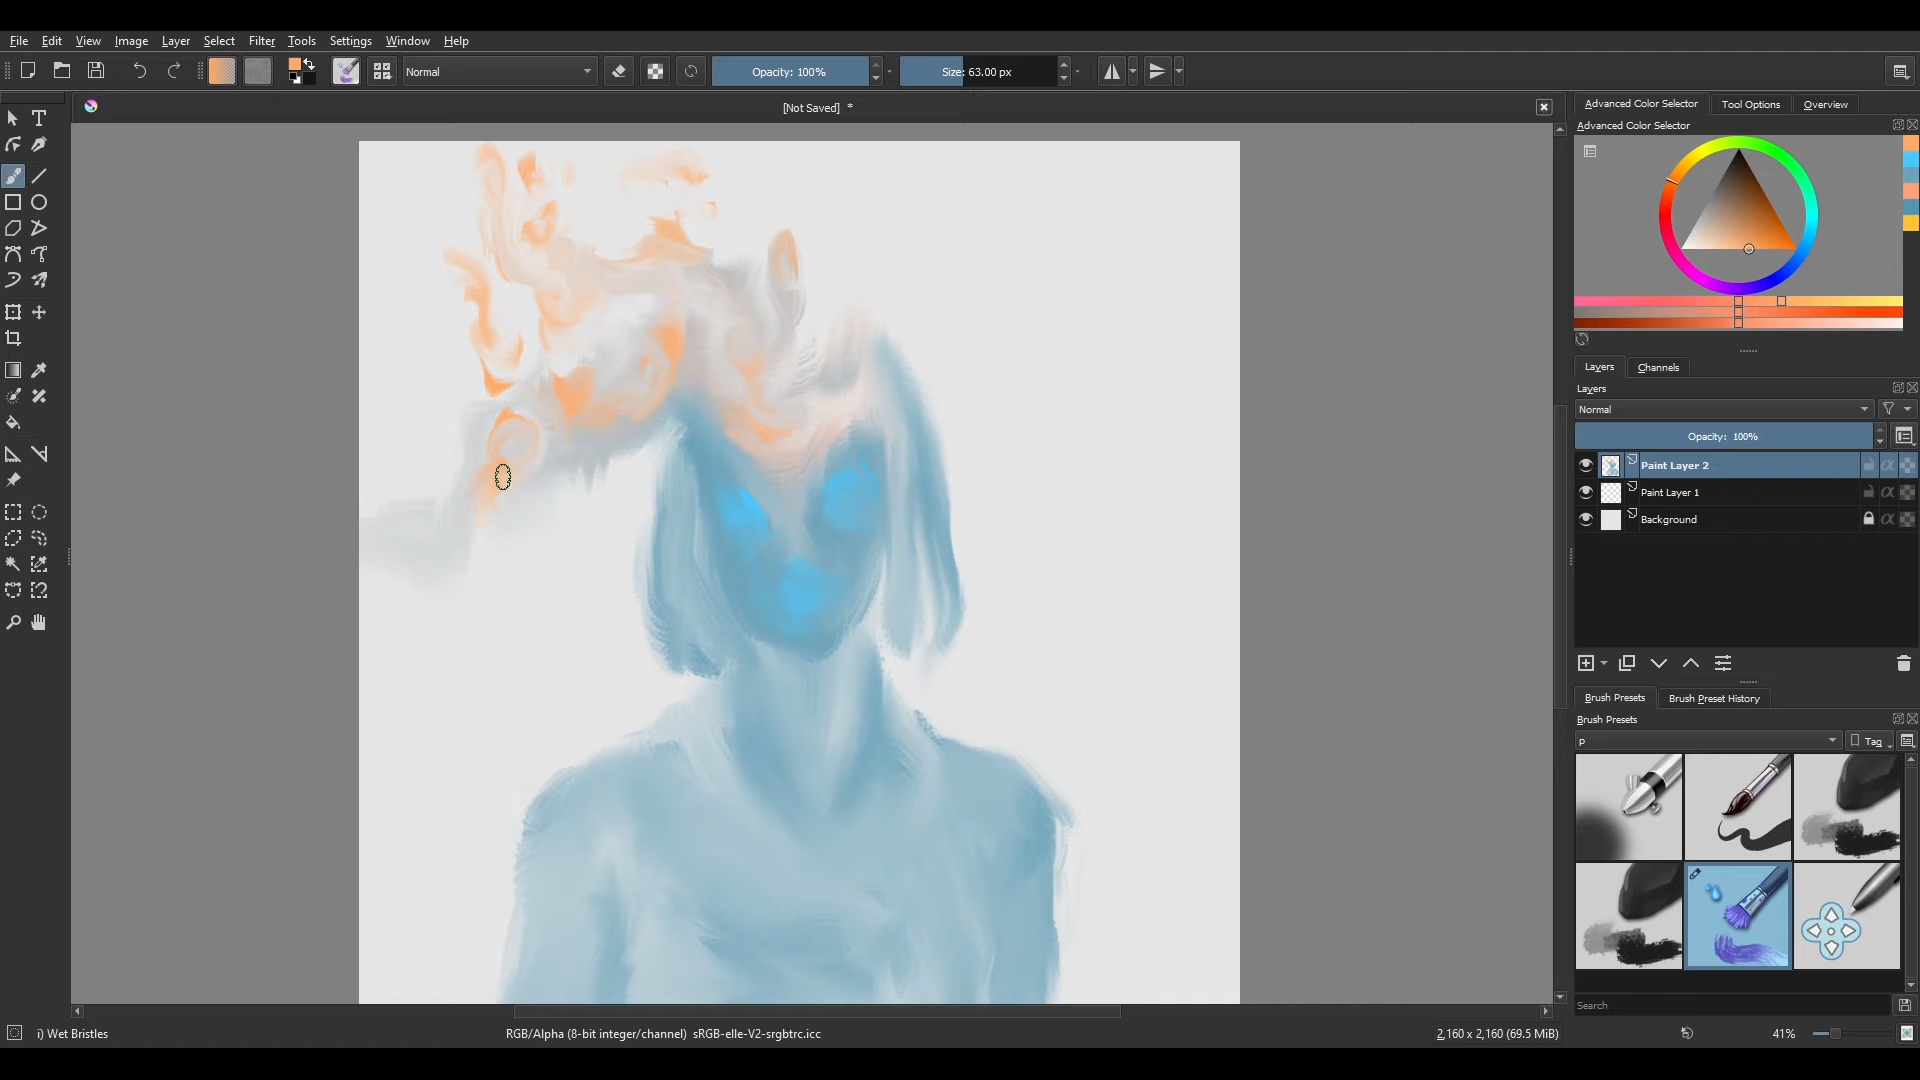 File Edit View Image Layer Select Filter Tools Settings Window Help
Normal Opacity: 100% Size: 63.00 px
[Not Saved] *
Advanced Color Selector Tool Options Overview
Advanced Color Selector
Layers Channels
Layers
Normal
Opacity: 100%
Paint Layer 2
Paint Layer 1
Background
Brush Presets Brush Preset History
Brush Presets
p Tag
Search
i) Wet Bristles RGB/Alpha (8-bit integer/channel) sRGB-elle-V2-srgbtrc.icc 2,160 x 2,160 (69.5 MiB) 41%